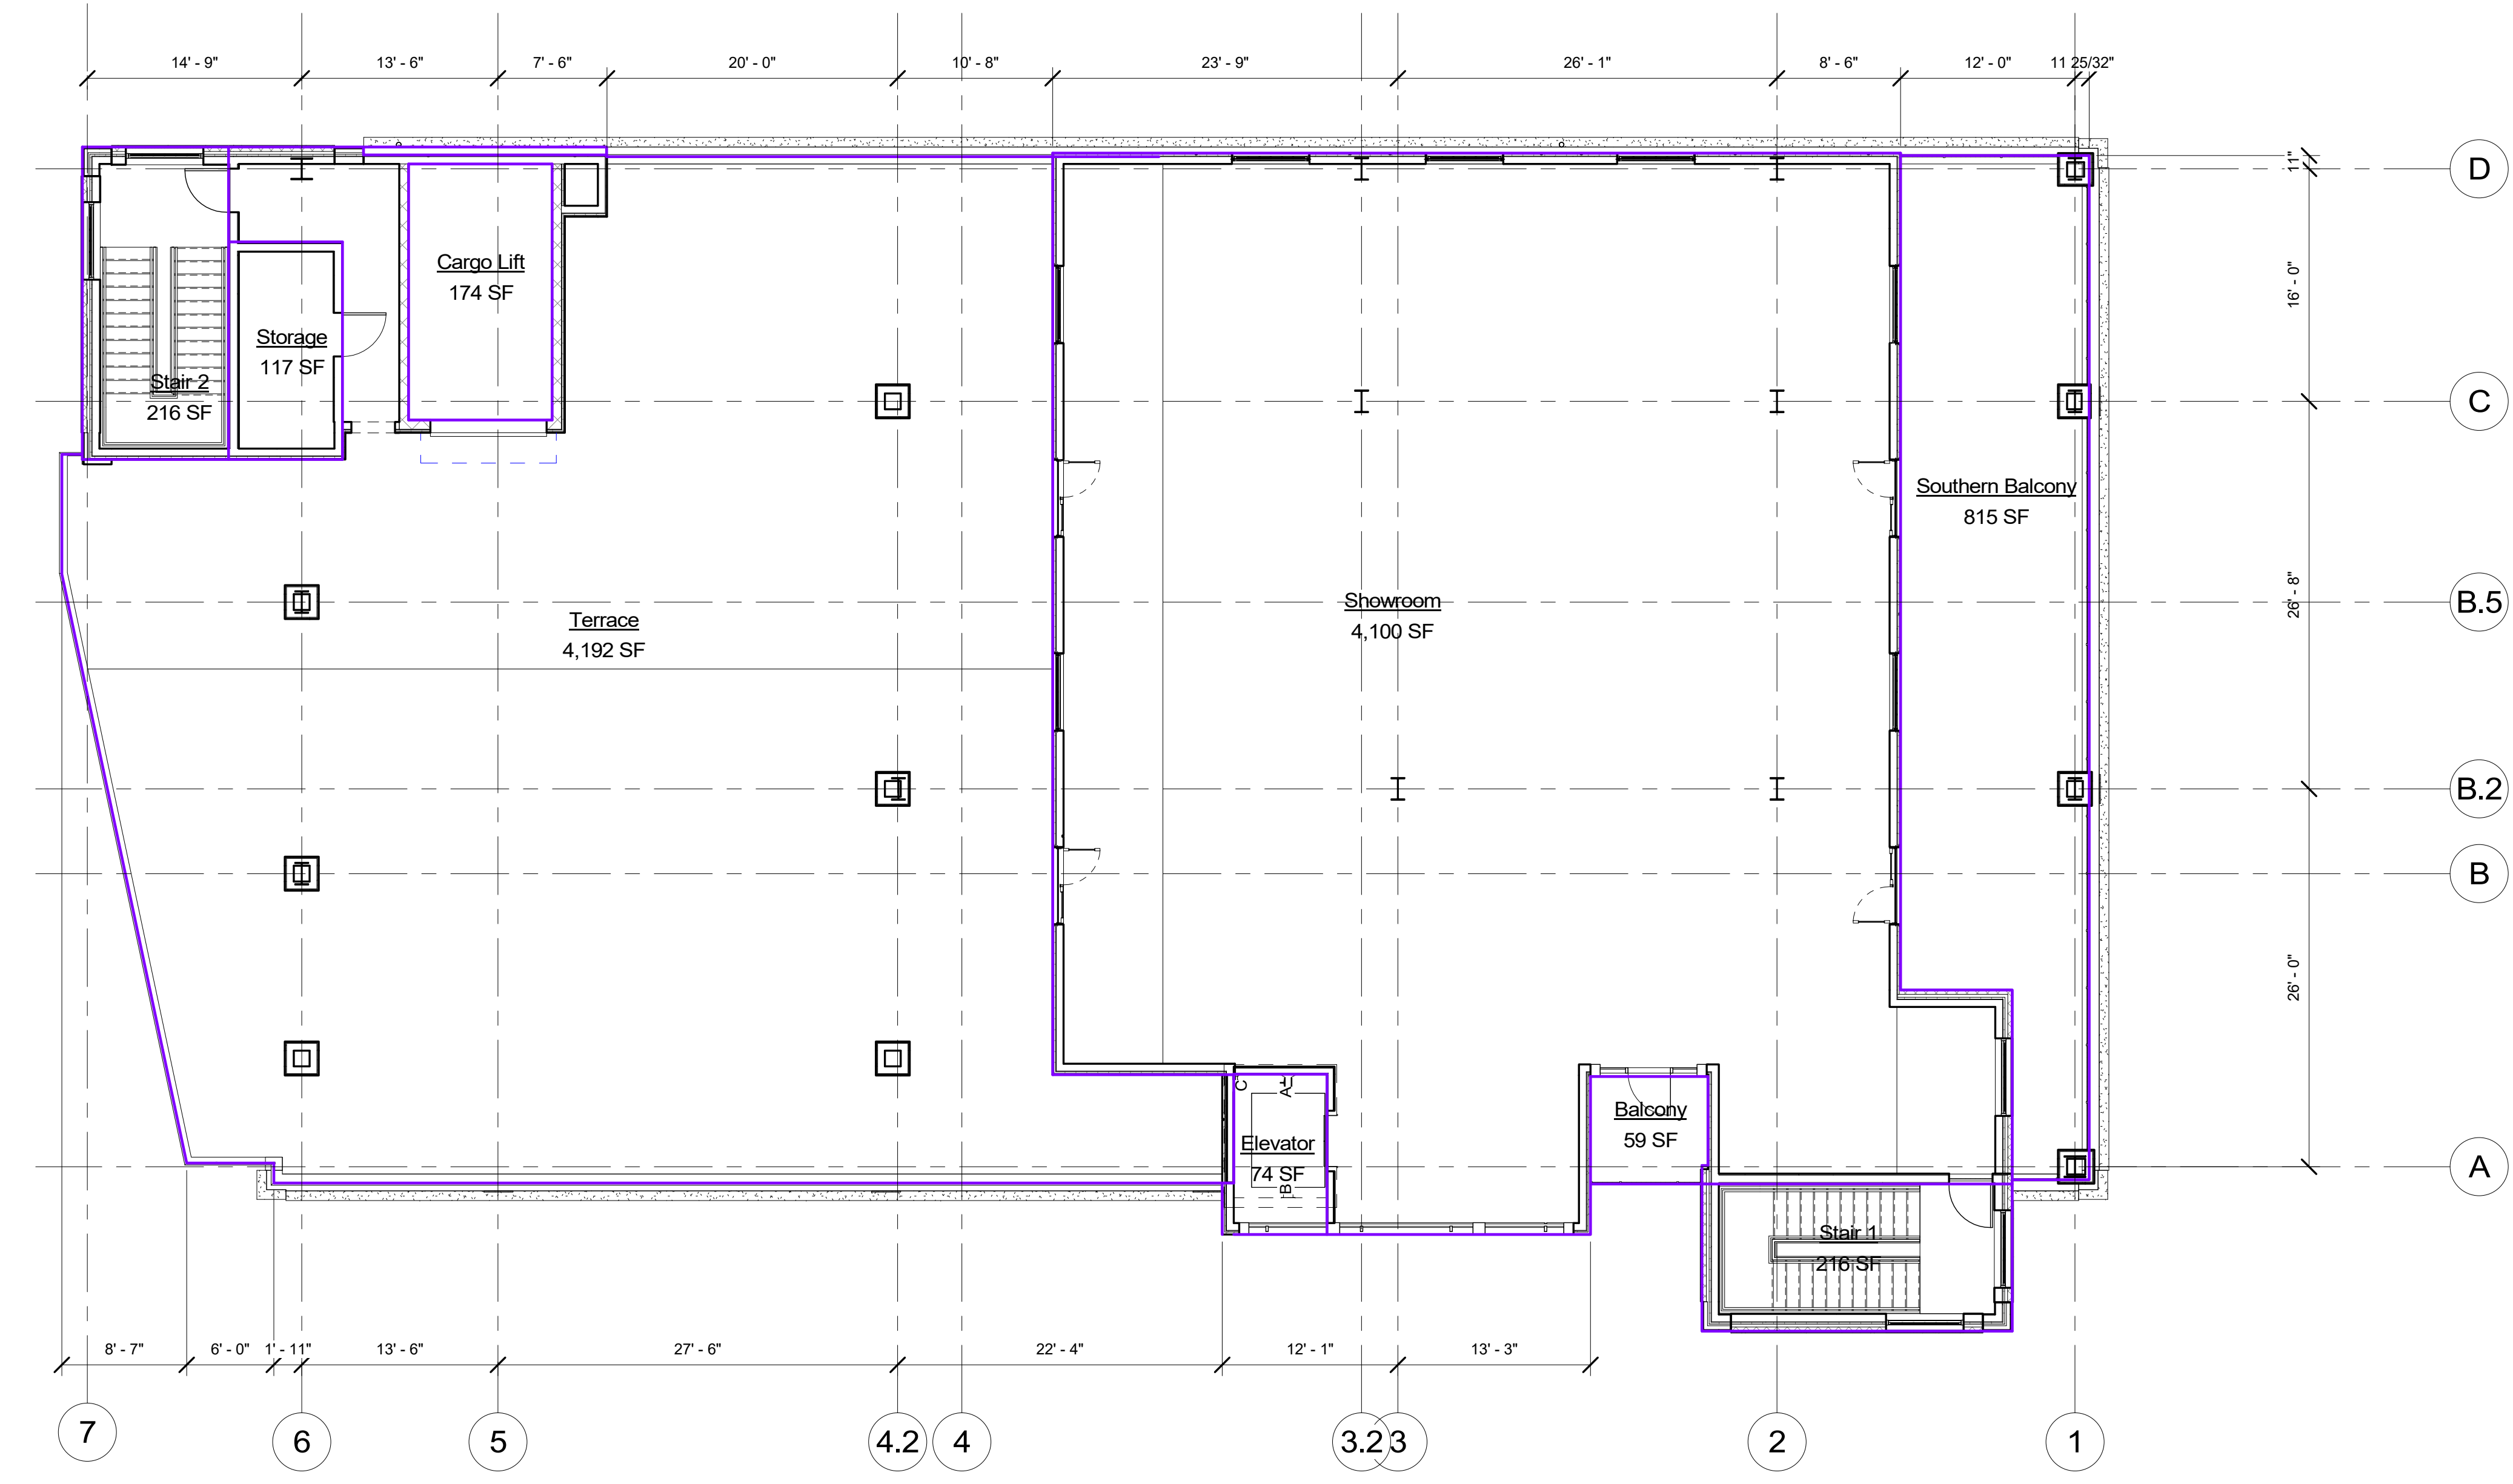 14' - 9"
13' - 6"
7' - 6"
20' - 0"
10' - 8"
23' - 9"
26' - 1"
8' - 6"
12' - 0"
11 25/32"
11"
D
16' - 0"
Cargo Lift
174 SF
Storage
117 SF
Stair 2
216 SF
C
Southern Balcony
815 SF
26' - 8"
B.5
Terrace
4,192 SF
Showroom
4,100 SF
B.2
B
26' - 0"
C
A
Balcony
59 SF
Elevator
74 SF
B
A
Stair 1
216 SF
8' - 7"
6' - 0"
1' - 11"
13' - 6"
27' - 6"
22' - 4"
12' - 1"
13' - 3"
7
6
5
4.2
4
3.2
3
2
1